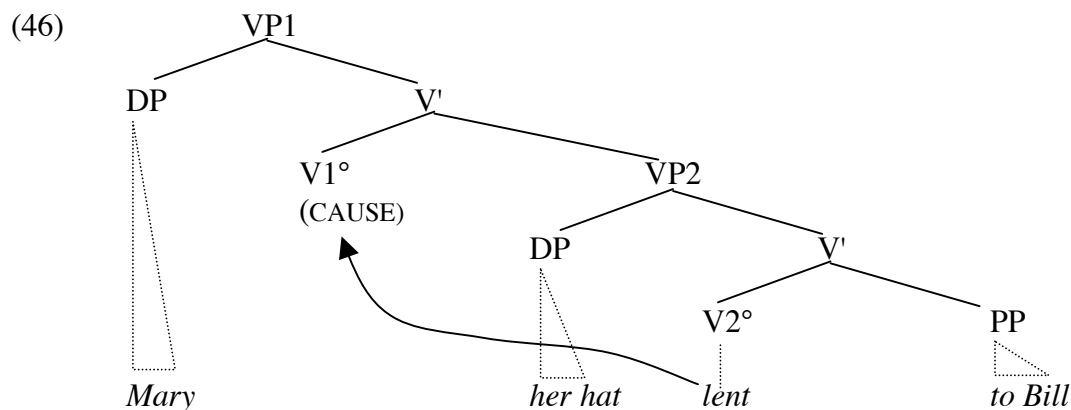 (46) VP1
DP V'
V1° VP2
(CAUSE)
DP V'
V2° PP
Mary her hat lent to Bill